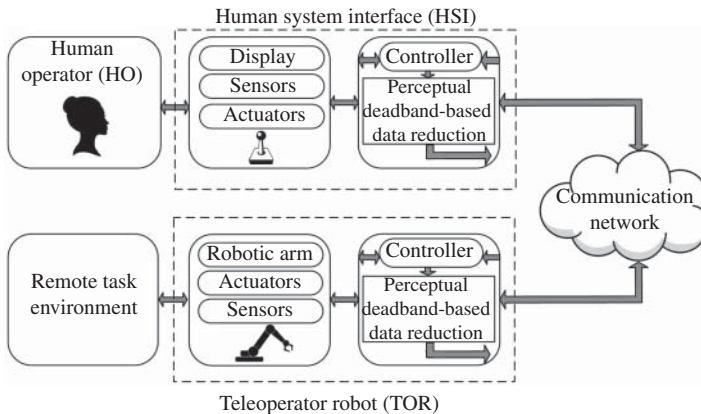 Human system interface (HSI)
Human
operator (HO)
Display
Sensors
Actuators
Controller
Perceptual
deadband-based
data reduction
Communication
network
Remote task
environment
Robotic arm
Actuators
Sensors
Controller
Perceptual
deadband-based
data reduction
Teleoperator robot (TOR)